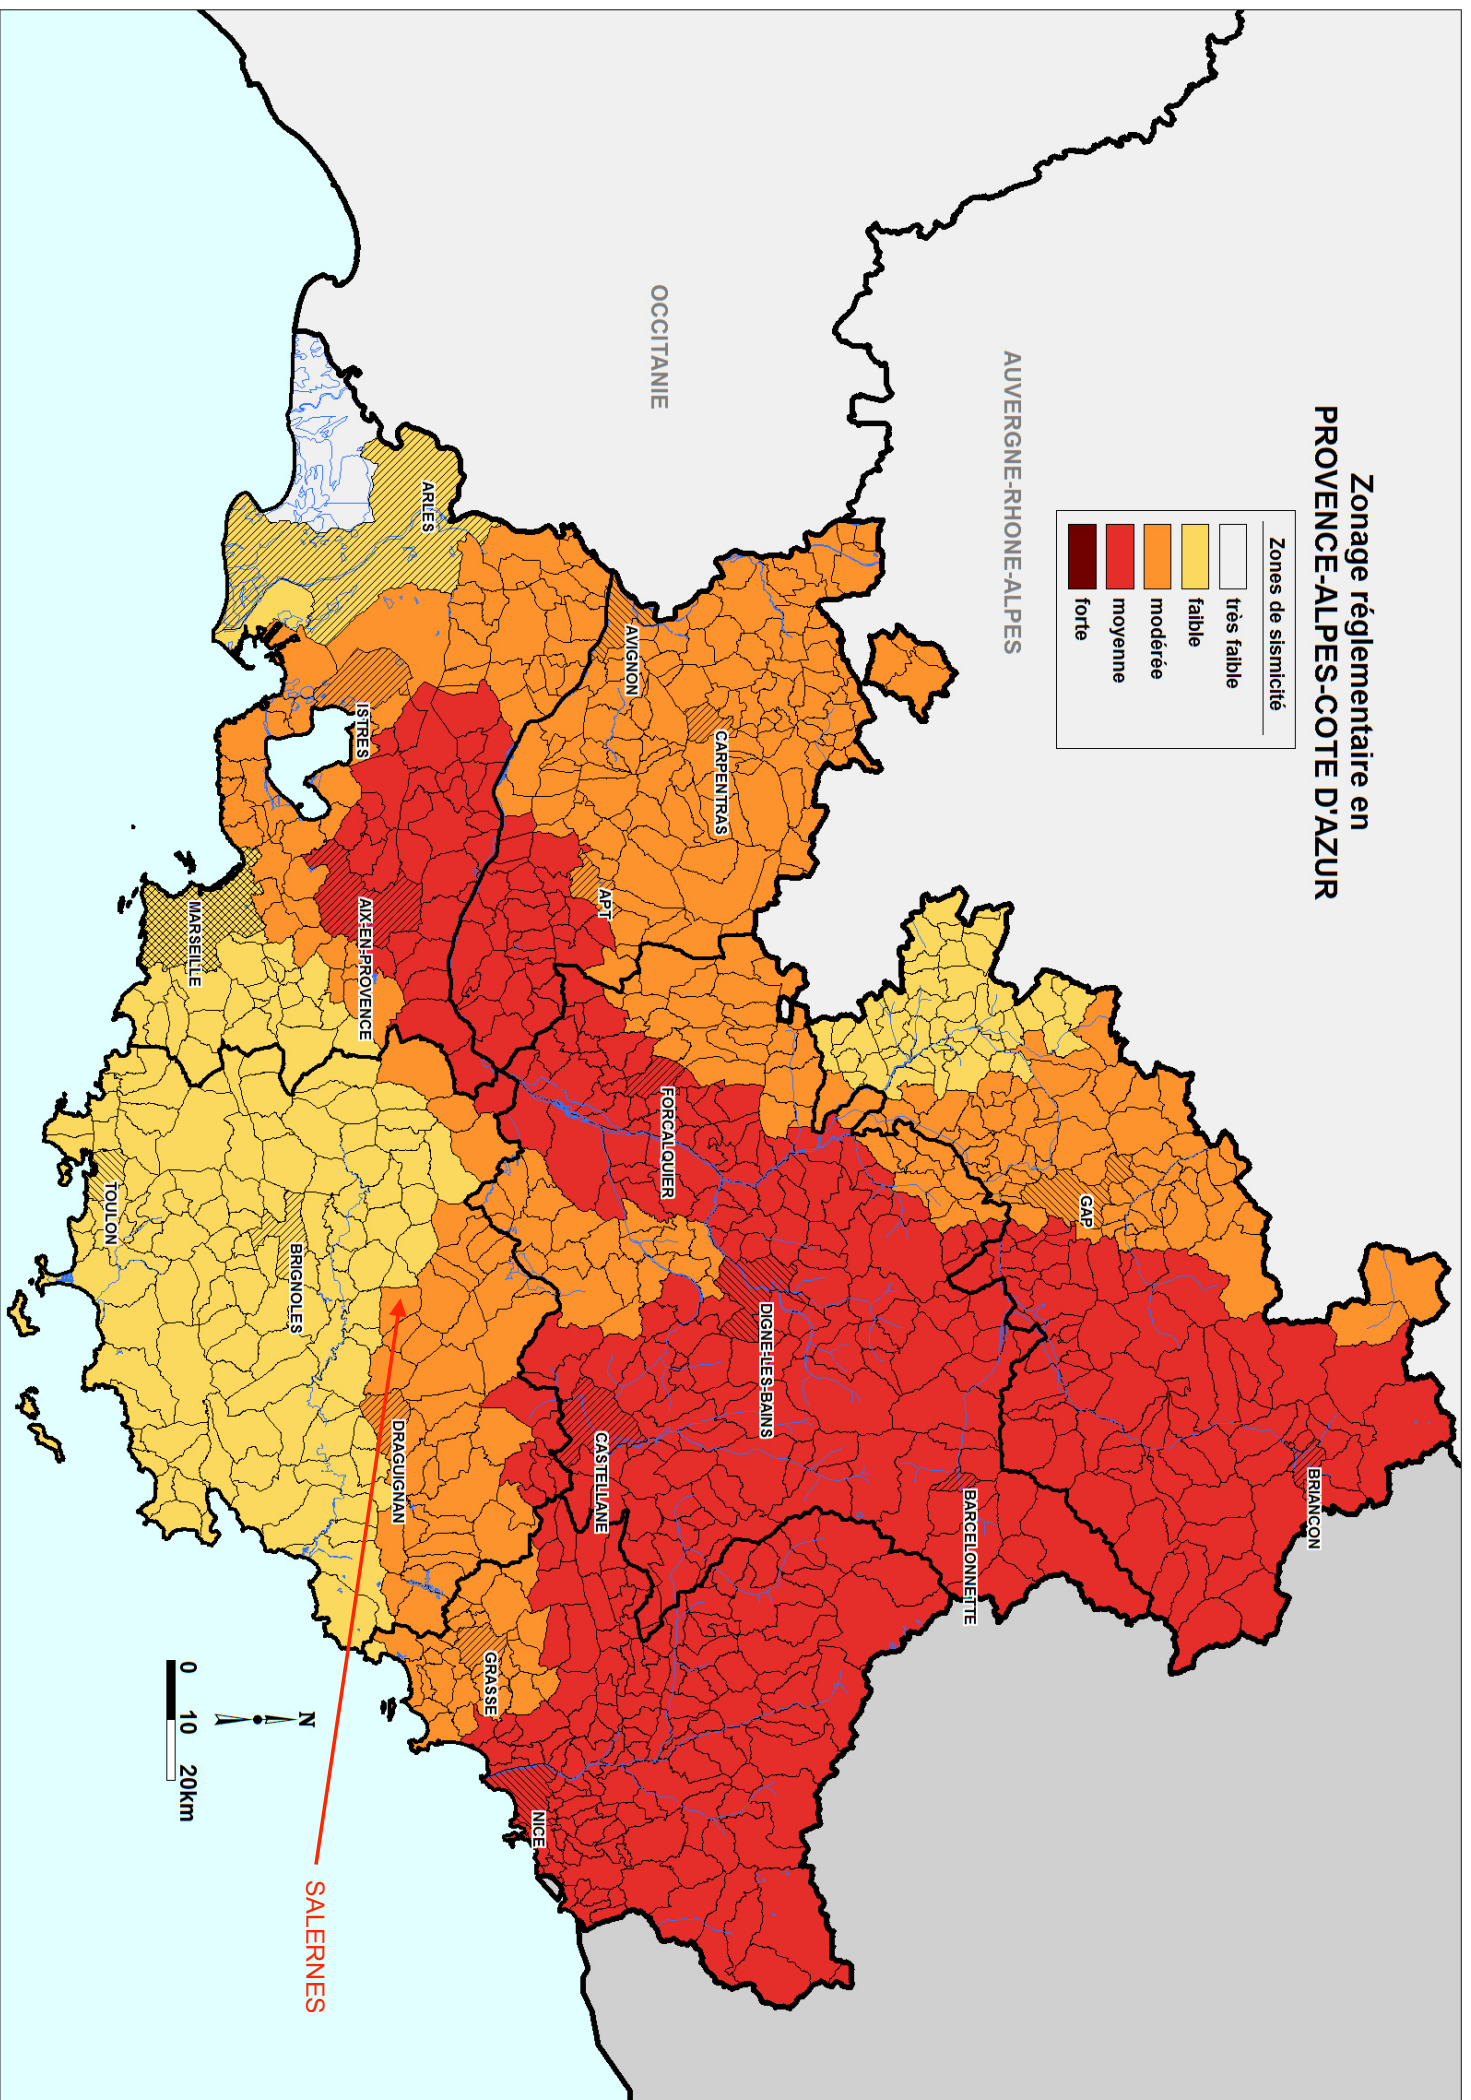 Zonage réglementaire en
PROVENCE-ALPES-COTE D'AZUR
Zones de sismicité
très faible
faible
modérée
moyenne
forte
AUVERGNE-RHONE-ALPES
OCCITANIE
BRIANCON
GAP
BARCELONNETTE
DIGNE-LES-BAINS
CARPENTRAS
FORCALQUIER
AVIGNON
APT
CASTELLANE
NICE
GRASSE
ARLES
DRAGUIGNAN
ISTRES
AIX-EN-PROVENCE
BRIGNOLES
MARSEILLE
TOULON
SALERNES
N
0 10 20km